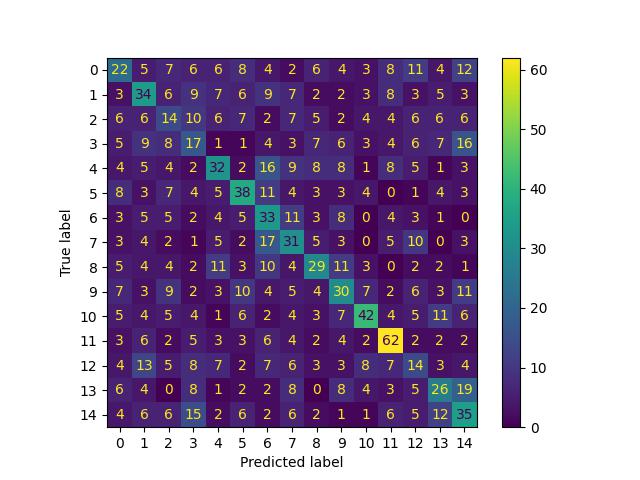 0 22 5 7 6 6 8 4 2 6 4 3 8 11 4 12
1 3 34 6 9 7 6 9 7 2 2 3 8 3 5 3
2 6 6 14 10 6 7 2 7 5 2 4 4 6 6 6
3 5 9 8 17 1 1 4 3 7 6 3 4 6 7 16
4 4 5 4 2 32 2 16 9 8 8 1 8 5 1 3
5 8 3 7 4 5 38 11 4 3 3 4 0 1 4 3
6 3 5 5 2 4 5 33 11 3 8 0 4 3 1 0
7 3 4 2 1 5 2 17 31 5 3 0 5 10 0 3
8 5 4 4 2 11 3 10 4 29 11 3 0 2 2 1
9 7 3 9 2 3 10 4 5 4 30 7 2 6 3 11
10 5 4 5 4 1 6 2 4 3 7 42 4 5 11 6
11 3 6 2 5 3 3 6 4 2 4 2 62 2 2 2
12 4 13 5 8 7 2 7 6 3 3 8 7 14 3 4
13 6 4 0 8 1 2 2 8 0 8 4 3 5 26 19
14 4 6 6 15 2 6 2 6 2 1 1 6 5 12 35
0 1 2 3 4 5 6 7 8 9 10 11 12 13 14
Predicted label
True label
60
50
40
30
20
10
0